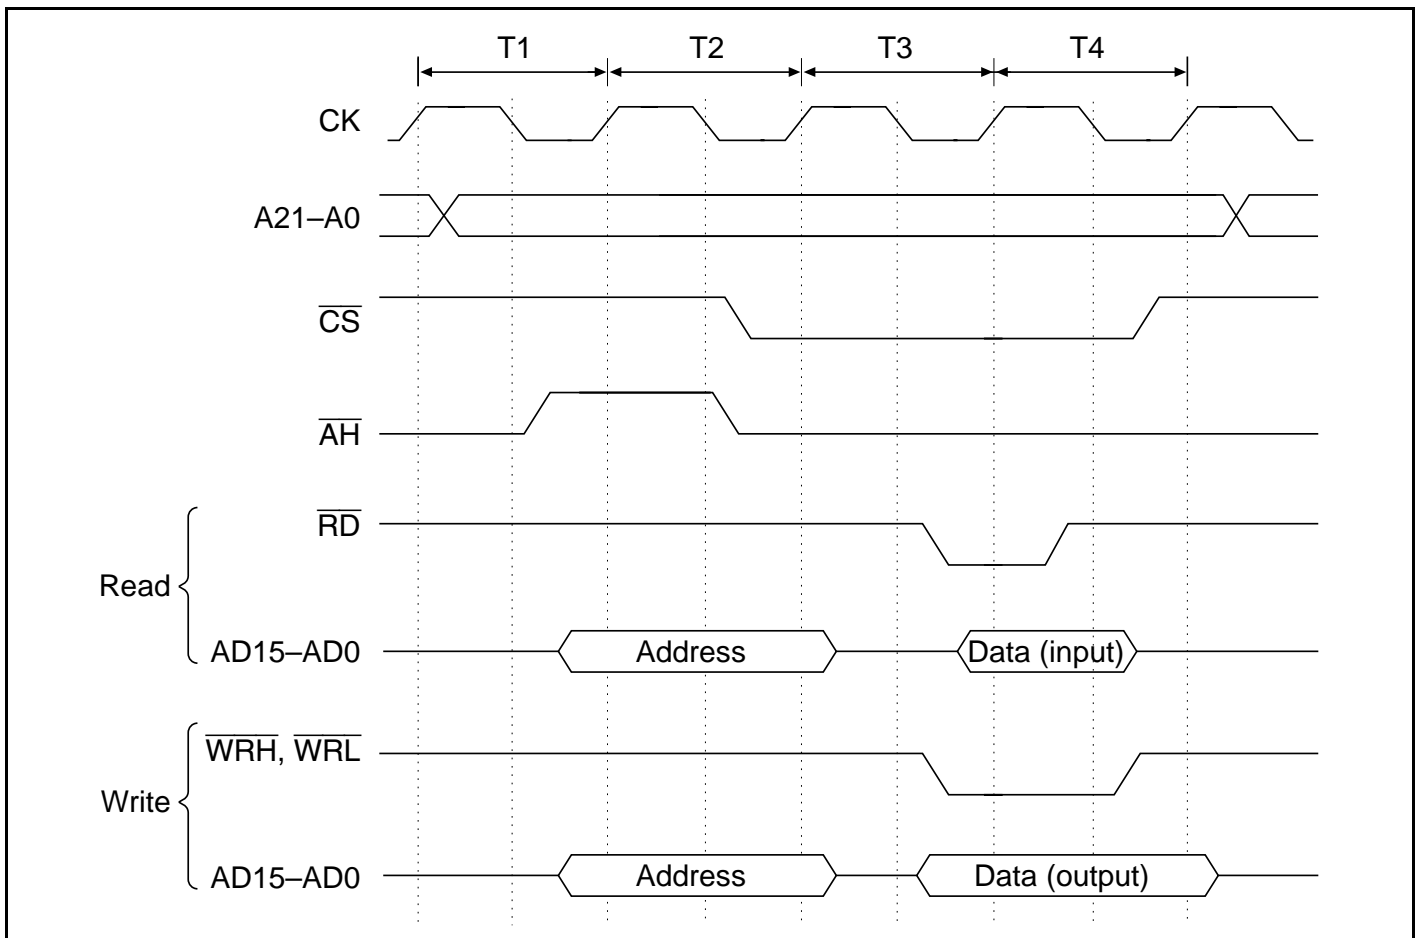 T1 T2 T3 T4
CK
A21–A0
CS
AH
RD
Read
AD15–AD0 Address Data (input)
WRH, WRL
Write
AD15–AD0 Address Data (output)